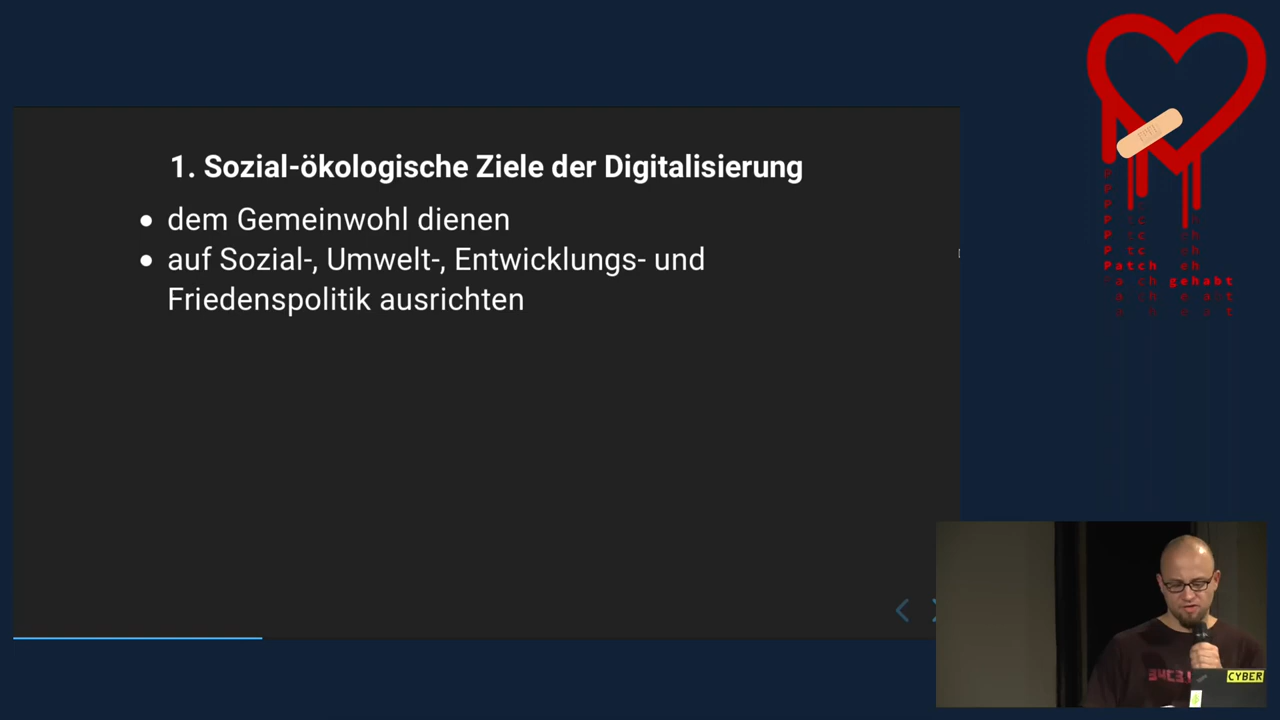 1. Sozial-ökologische Ziele der Digitalisierung
dem Gemeinwohl dienen
auf Sozial-, Umwelt-, Entwicklungs- und
Friedenspolitik ausrichten
Patch
gehabt
CYBER